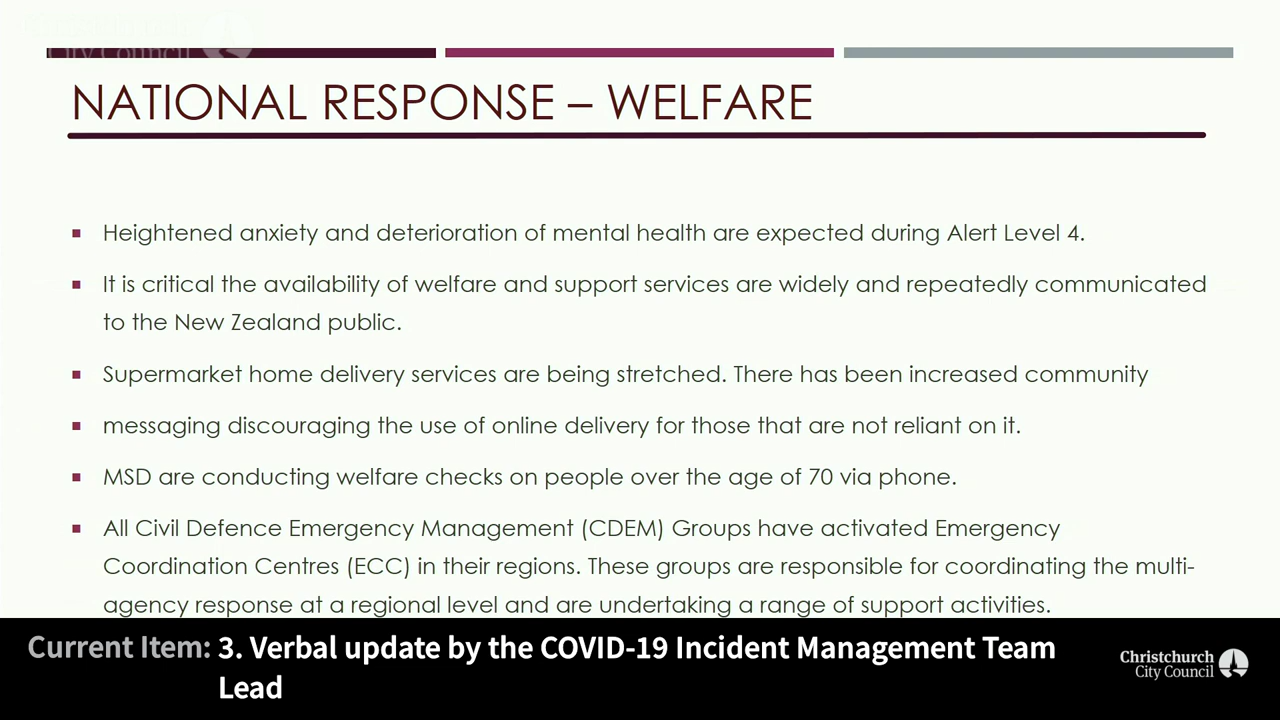 City Council
NATIONAL RESPONSE – WELFARE
Heightened anxiety and deterioration of mental health are expected during Alert Level 4.
It is critical the availability of welfare and support services are widely and repeatedly communicated
to the New Zealand public.
Supermarket home delivery services are being stretched. There has been increased community
messaging discouraging the use of online delivery for those that are not reliant on it.
MSD are conducting welfare checks on people over the age of 70 via phone.
All Civil Defence Emergency Management (CDEM) Groups have activated Emergency
Coordination Centres (ECC) in their regions. These groups are responsible for coordinating the multi-
agency response at a regional level and are undertaking a range of support activities.
Current Item: 3. Verbal update by the COVID-19 Incident Management Team
Lead
Christchurch
City Council